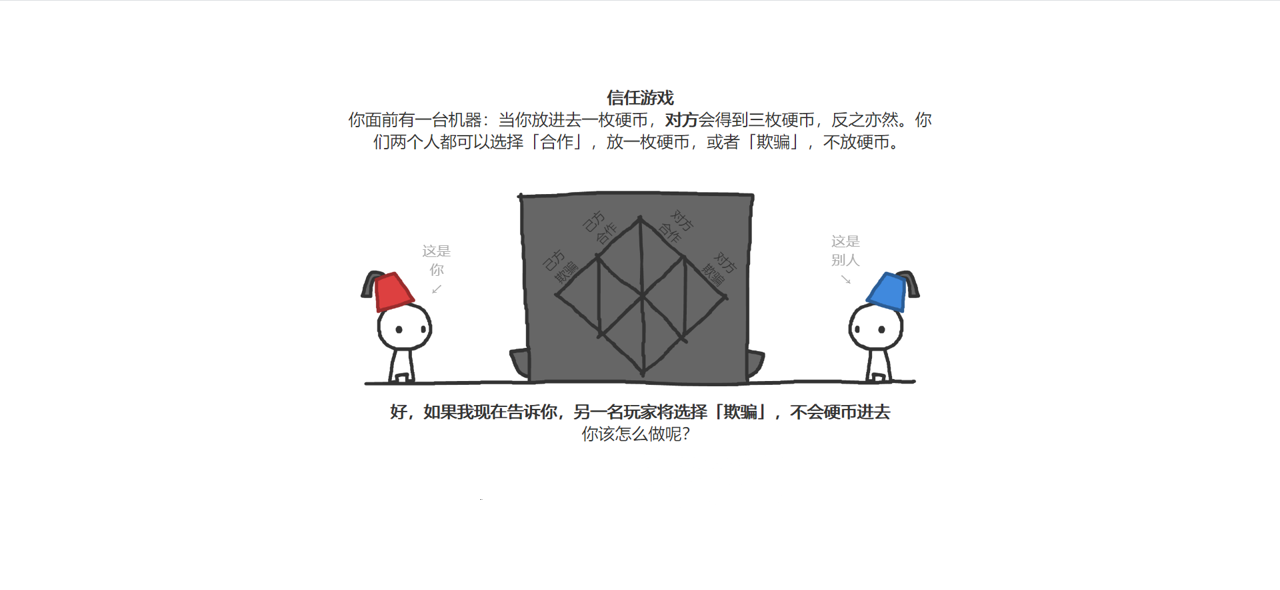 信任游戏
你面前有一台机器：当你放进去一枚硬币，对方会得到三枚硬币，反之亦然。你
们两个人都可以选择「合作」，放一枚硬币，或者「欺骗」，不放硬币。
己方
合作
对方
合作
己方
欺骗
对方
欺骗
这是
你
这是
别人
好，如果我现在告诉你，另一名玩家将选择「欺骗」，不会硬币进去
你该怎么做呢？